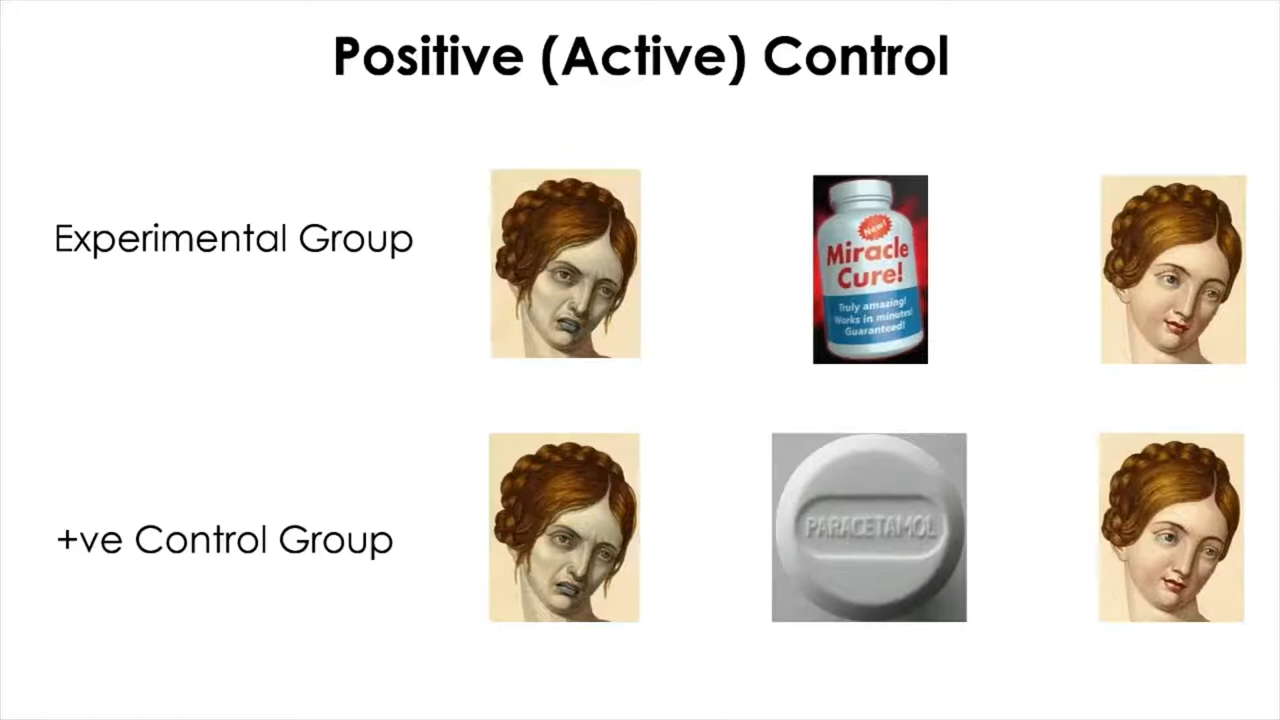 Positive (Active) Control
Experimental Group
New!
Miracle
Cure!
Truly amazing!
Works in minutes!
Guaranteed!
+ve Control Group
PARACETAMOL